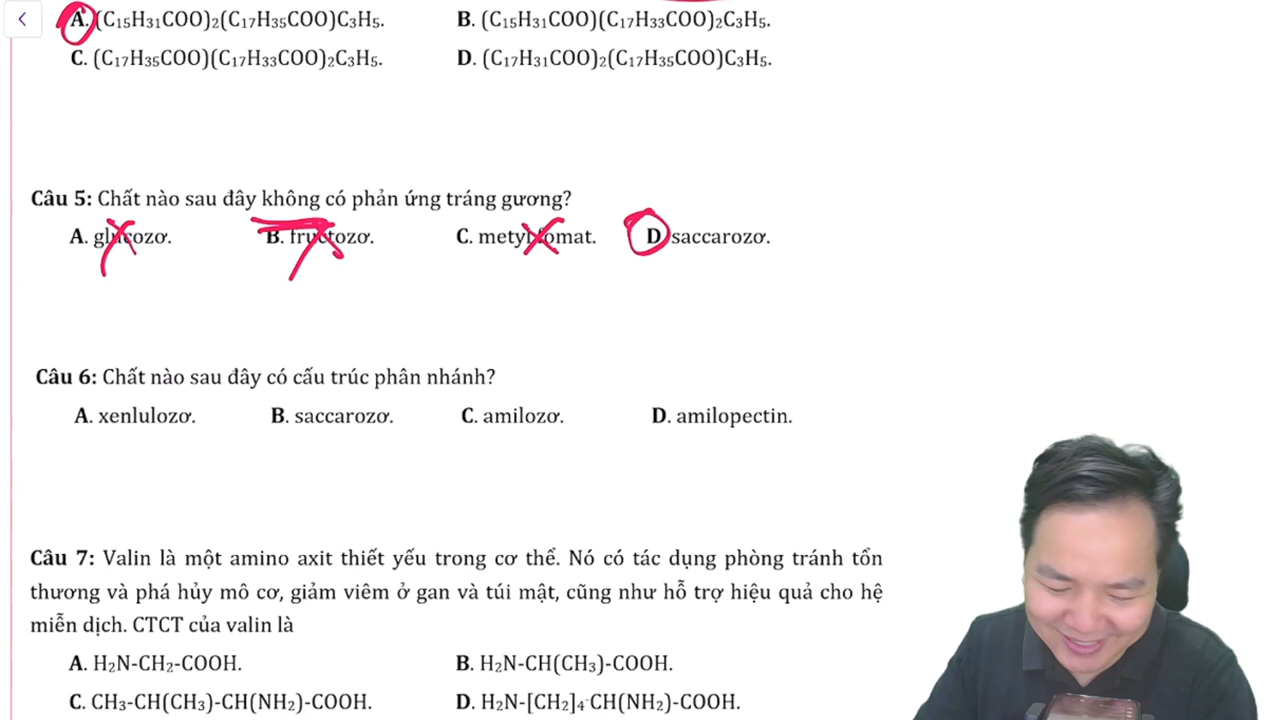 A. (C₁₅H₃₁COO)₂(C₁₇H₃₅COO)C₃H₅. B. (C₁₅H₃₁COO)(C₁₇H₃₃COO)₂C₃H₅.
C. (C₁₇H₃₅COO)(C₁₇H₃₃COO)₂C₃H₅. D. (C₁₇H₃₁COO)₂(C₁₇H₃₅COO)C₃H₅.
Câu 5: Chất nào sau đây không có phản ứng tráng gương?
A. glucozơ. B. fructozơ. C. metyl fomat. D saccarozơ.
Câu 6: Chất nào sau đây có cấu trúc phân nhánh?
A. xenlulozơ. B. saccarozơ. C. amilozơ. D. amilopectin.
Câu 7: Valin là một amino axit thiết yếu trong cơ thể. Nó có tác dụng phòng tránh tổn
thương và phá hủy mô cơ, giảm viêm ở gan và túi mật, cũng như hỗ trợ hiệu quả cho hệ
miễn dịch. CTCT của valin là
A. H₂N-CH₂-COOH. B. H₂N-CH(CH₃)-COOH.
C. CH₃-CH(CH₃)-CH(NH₂)-COOH. D. H₂N-[CH₂]₄-CH(NH₂)-COOH.